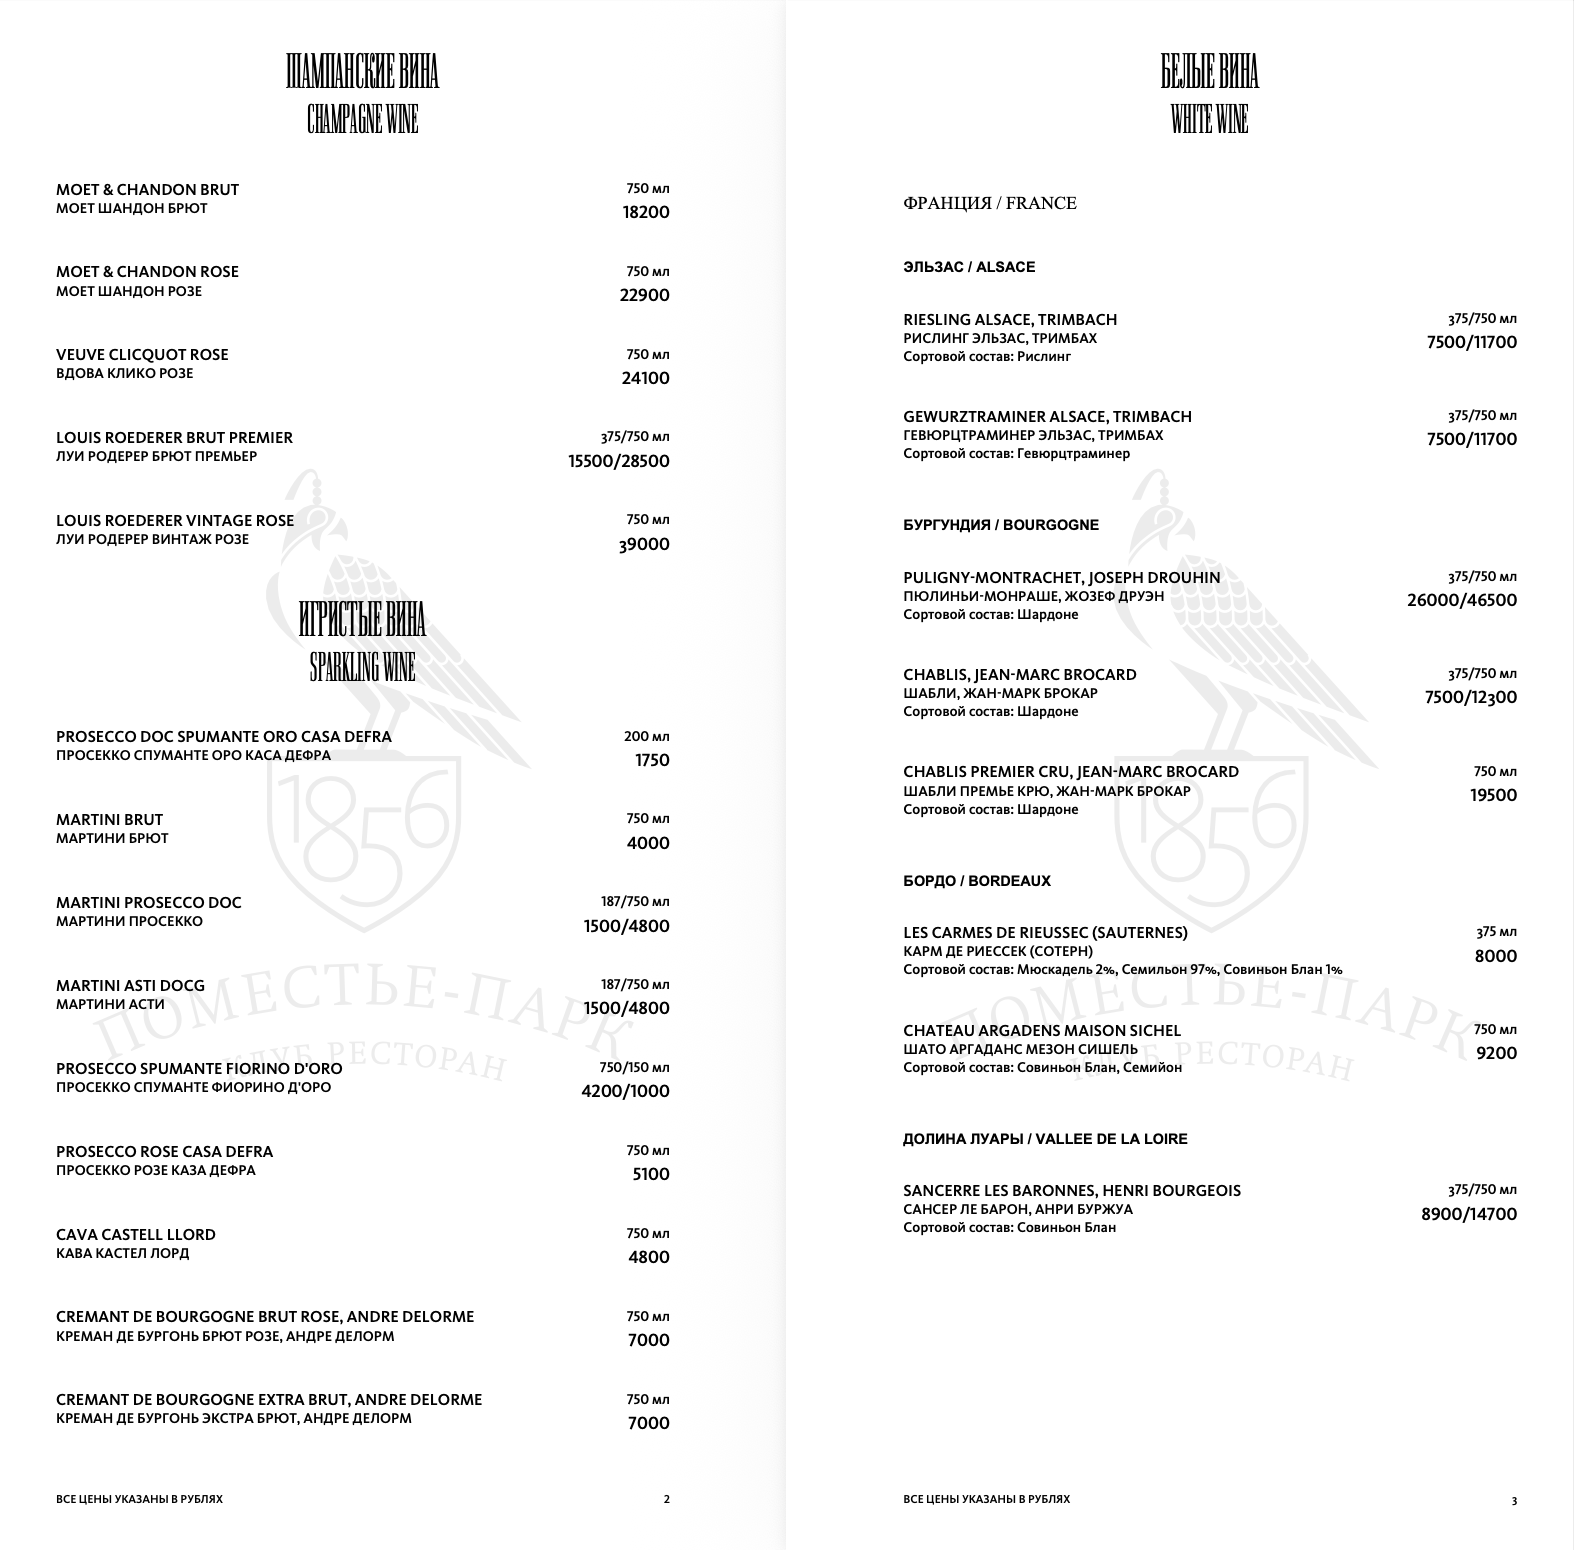 ШАМПАНСКИЕ ВИНА
CHAMPAGNE WINE
MOET & CHANDON BRUT 750 мл
МОЕТ ШАНДОН БРЮТ 18200
MOET & CHANDON ROSE 750 мл
МОЕТ ШАНДОН РОЗЕ 22900
VEUVE CLICQUOT ROSE 750 мл
ВДОВА КЛИКО РОЗЕ 24100
LOUIS ROEDERER BRUT PREMIER 375/750 мл
ЛУИ РОДЕРЕР БРЮТ ПРЕМЬЕР 15500/28500
LOUIS ROEDERER VINTAGE ROSE 750 мл
ЛУИ РОДЕРЕР ВИНТАЖ РОЗЕ 39000
ИГРИСТЫЕ ВИНА
SPARKLING WINE
PROSECCO DOC SPUMANTE ORO CASA DEFRA 200 мл
ПРОСЕККО СПУМАНТЕ ОРО КАСА ДЕФРА 1750
MARTINI BRUT 750 мл
МАРТИНИ БРЮТ 4000
MARTINI PROSECCO DOC 187/750 мл
МАРТИНИ ПРОСЕККО 1500/4800
MARTINI ASTI DOCG 187/750 мл
МАРТИНИ АСТИ 1500/4800
PROSECCO SPUMANTE FIORINO D'ORO 750/150 мл
ПРОСЕККО СПУМАНТЕ ФИОРИНО Д'ОРО 4200/1000
PROSECCO ROSE CASA DEFRA 750 мл
ПРОСЕККО РОЗЕ КАЗА ДЕФРА 5100
CAVA CASTELL LLORD 750 мл
КАВА КАСТЕЛ ЛОРД 4800
CREMANT DE BOURGOGNE BRUT ROSE, ANDRE DELORME 750 мл
КРЕМАН ДЕ БУРГОНЬ БРЮТ РОЗЕ, АНДРЕ ДЕЛОРМ 7000
CREMANT DE BOURGOGNE EXTRA BRUT, ANDRE DELORME 750 мл
КРЕМАН ДЕ БУРГОНЬ ЭКСТРА БРЮТ, АНДРЕ ДЕЛОРМ 7000
1856
ПОМЕСТЬЕ-ПАРК
КЛУБ РЕСТОРАН
ВСЕ ЦЕНЫ УКАЗАНЫ В РУБЛЯХ 2
БЕЛЫЕ ВИНА
WHITE WINE
ФРАНЦИЯ / FRANCE
ЭЛЬЗАС / ALSACE
RIESLING ALSACE, TRIMBACH 375/750 мл
РИСЛИНГ ЭЛЬЗАС, ТРИМБАХ 7500/11700
Сортовой состав: Рислинг
GEWURZTRAMINER ALSACE, TRIMBACH 375/750 мл
ГЕВЮРЦТРАМИНЕР ЭЛЬЗАС, ТРИМБАХ 7500/11700
Сортовой состав: Гевюрцтраминер
БУРГУНДИЯ / BOURGOGNE
PULIGNY-MONTRACHET, JOSEPH DROUHIN 375/750 мл
ПЮЛИНЬИ-МОНРАШЕ, ЖОЗЕФ ДРУЭН 26000/46500
Сортовой состав: Шардоне
CHABLIS, JEAN-MARC BROCARD 375/750 мл
ШАБЛИ, ЖАН-МАРК БРОКАР 7500/12300
Сортовой состав: Шардоне
CHABLIS PREMIER CRU, JEAN-MARC BROCARD 750 мл
ШАБЛИ ПРЕМЬЕ КРЮ, ЖАН-МАРК БРОКАР 19500
Сортовой состав: Шардоне
БОРДО / BORDEAUX
LES CARMES DE RIEUSSEC (SAUTERNES) 375 мл
КАРМ ДЕ РИЕССЕК (СОТЕРН) 8000
Сортовой состав: Мюскадель 2%, Семильон 97%, Совиньон Блан 1%
CHATEAU ARGADENS MAISON SICHEL 750 мл
ШАТО АРГАДАНС МЕЗОН СИШЕЛЬ 9200
Сортовой состав: Совиньон Блан, Семийон
ДОЛИНА ЛУАРЫ / VALLEE DE LA LOIRE
SANCERRE LES BARONNES, HENRI BOURGEOIS 375/750 мл
САНСЕР ЛЕ БАРОН, АНРИ БУРЖУА 8900/14700
Сортовой состав: Совиньон Блан
1856
ПОМЕСТЬЕ-ПАРК
КЛУБ РЕСТОРАН
ВСЕ ЦЕНЫ УКАЗАНЫ В РУБЛЯХ 3